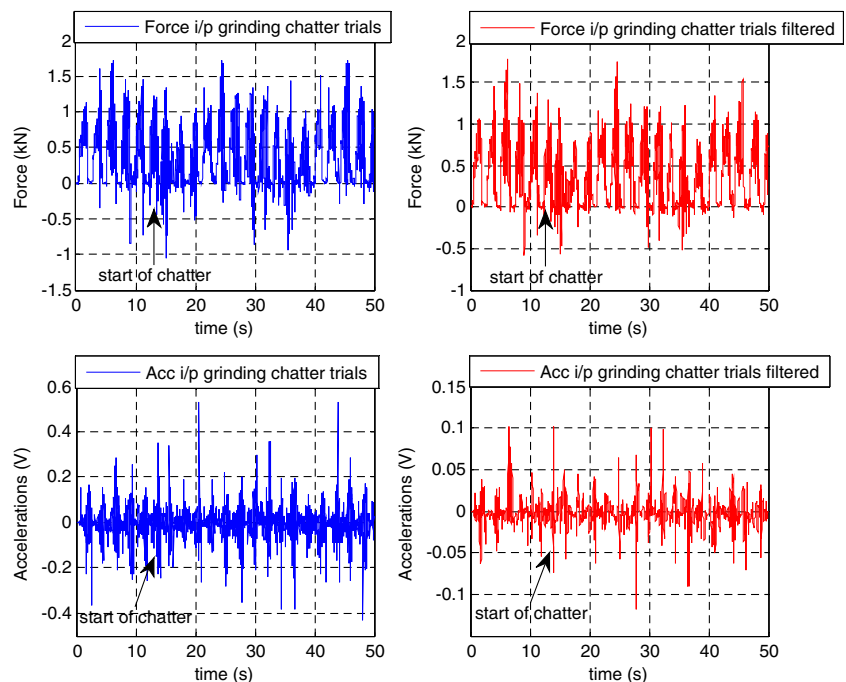 Force i/p grinding chatter trials
2
1.5
1
0.5
0
-0.5
-1
-1.5
Force (kN)
start of chatter
0 10 20 30 40 50
time (s)
Force i/p grinding chatter trials filtered
2
1.5
1
0.5
0
-0.5
-1
Force (kN)
start of chatter
0 10 20 30 40 50
time (s)
Acc i/p grinding chatter trials
0.6
0.4
0.2
0
-0.2
-0.4
Accelerations (V)
start of chatter
0 10 20 30 40 50
time (s)
Acc i/p grinding chatter trials filtered
0.15
0.1
0.05
0
-0.05
-0.1
Accelerations (V)
start of chatter
0 10 20 30 40 50
time (s)